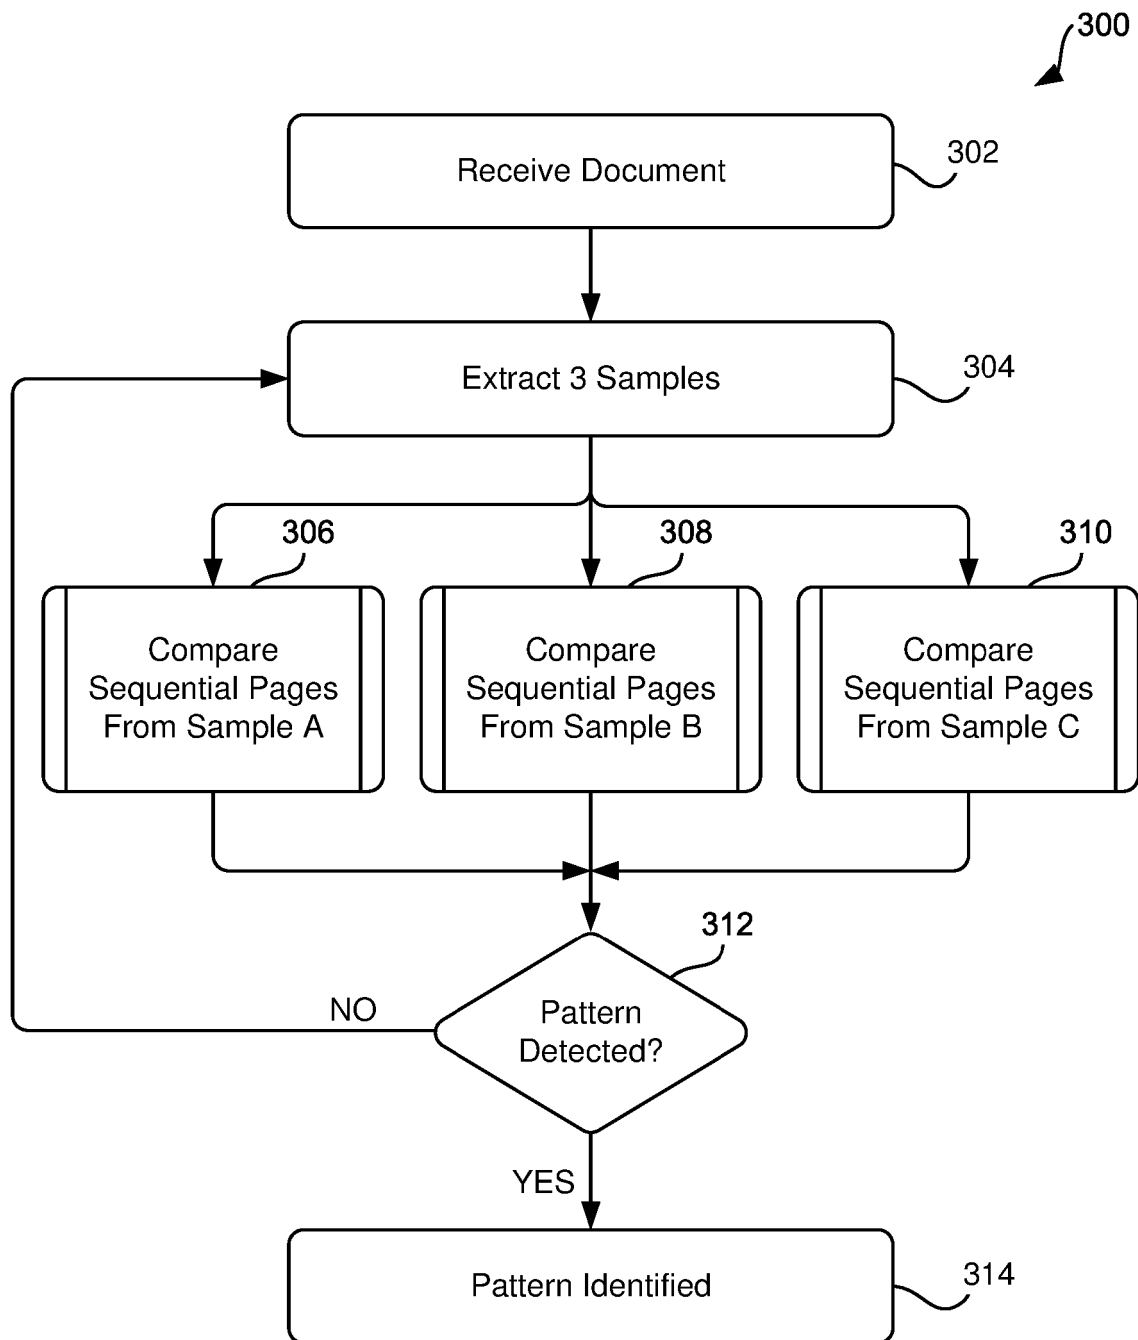 300
Receive Document
302
Extract 3 Samples
304
306
308
310
Compare
Sequential Pages
From Sample A
Compare
Sequential Pages
From Sample B
Compare
Sequential Pages
From Sample C
312
Pattern
Detected?
NO
YES
Pattern Identified
314